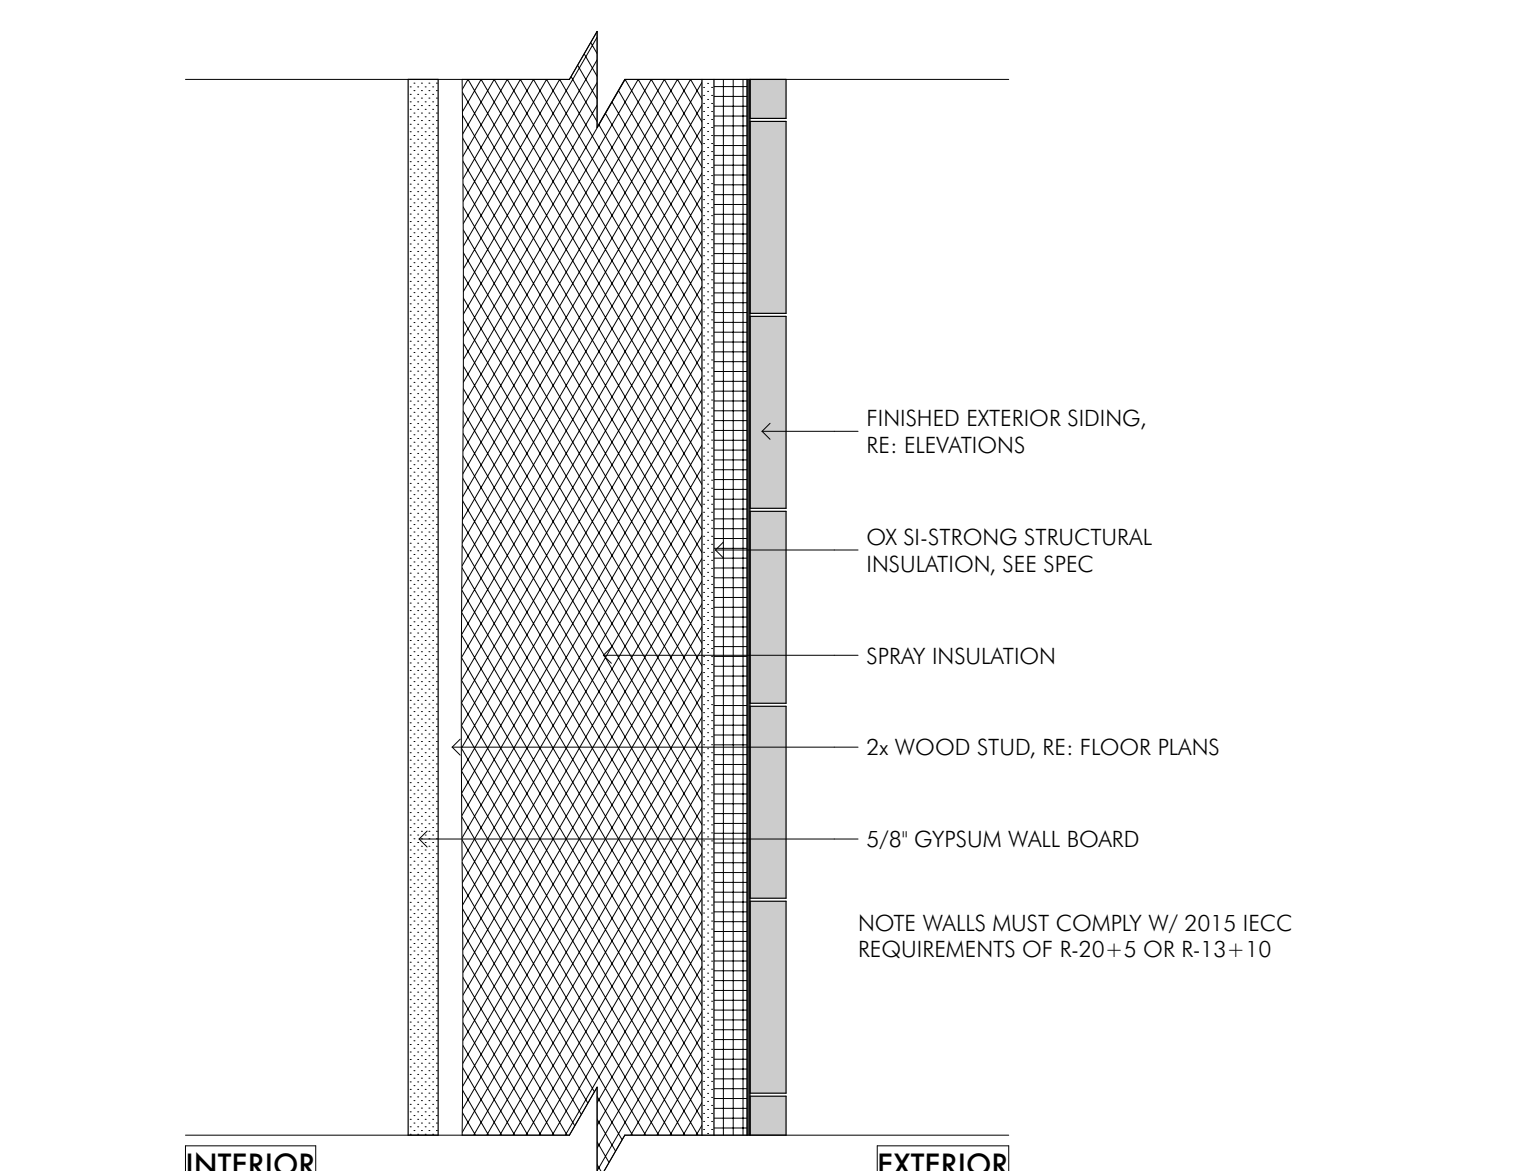 FINISHED EXTERIOR SIDING,
RE: ELEVATIONS
OX SI-STRONG STRUCTURAL
INSULATION, SEE SPEC
SPRAY INSULATION
2x WOOD STUD, RE: FLOOR PLANS
5/8" GYPSUM WALL BOARD
NOTE WALLS MUST COMPLY W/ 2015 IECC
REQUIREMENTS OF R-20+5 OR R-13+10
INTERIOR
EXTERIOR